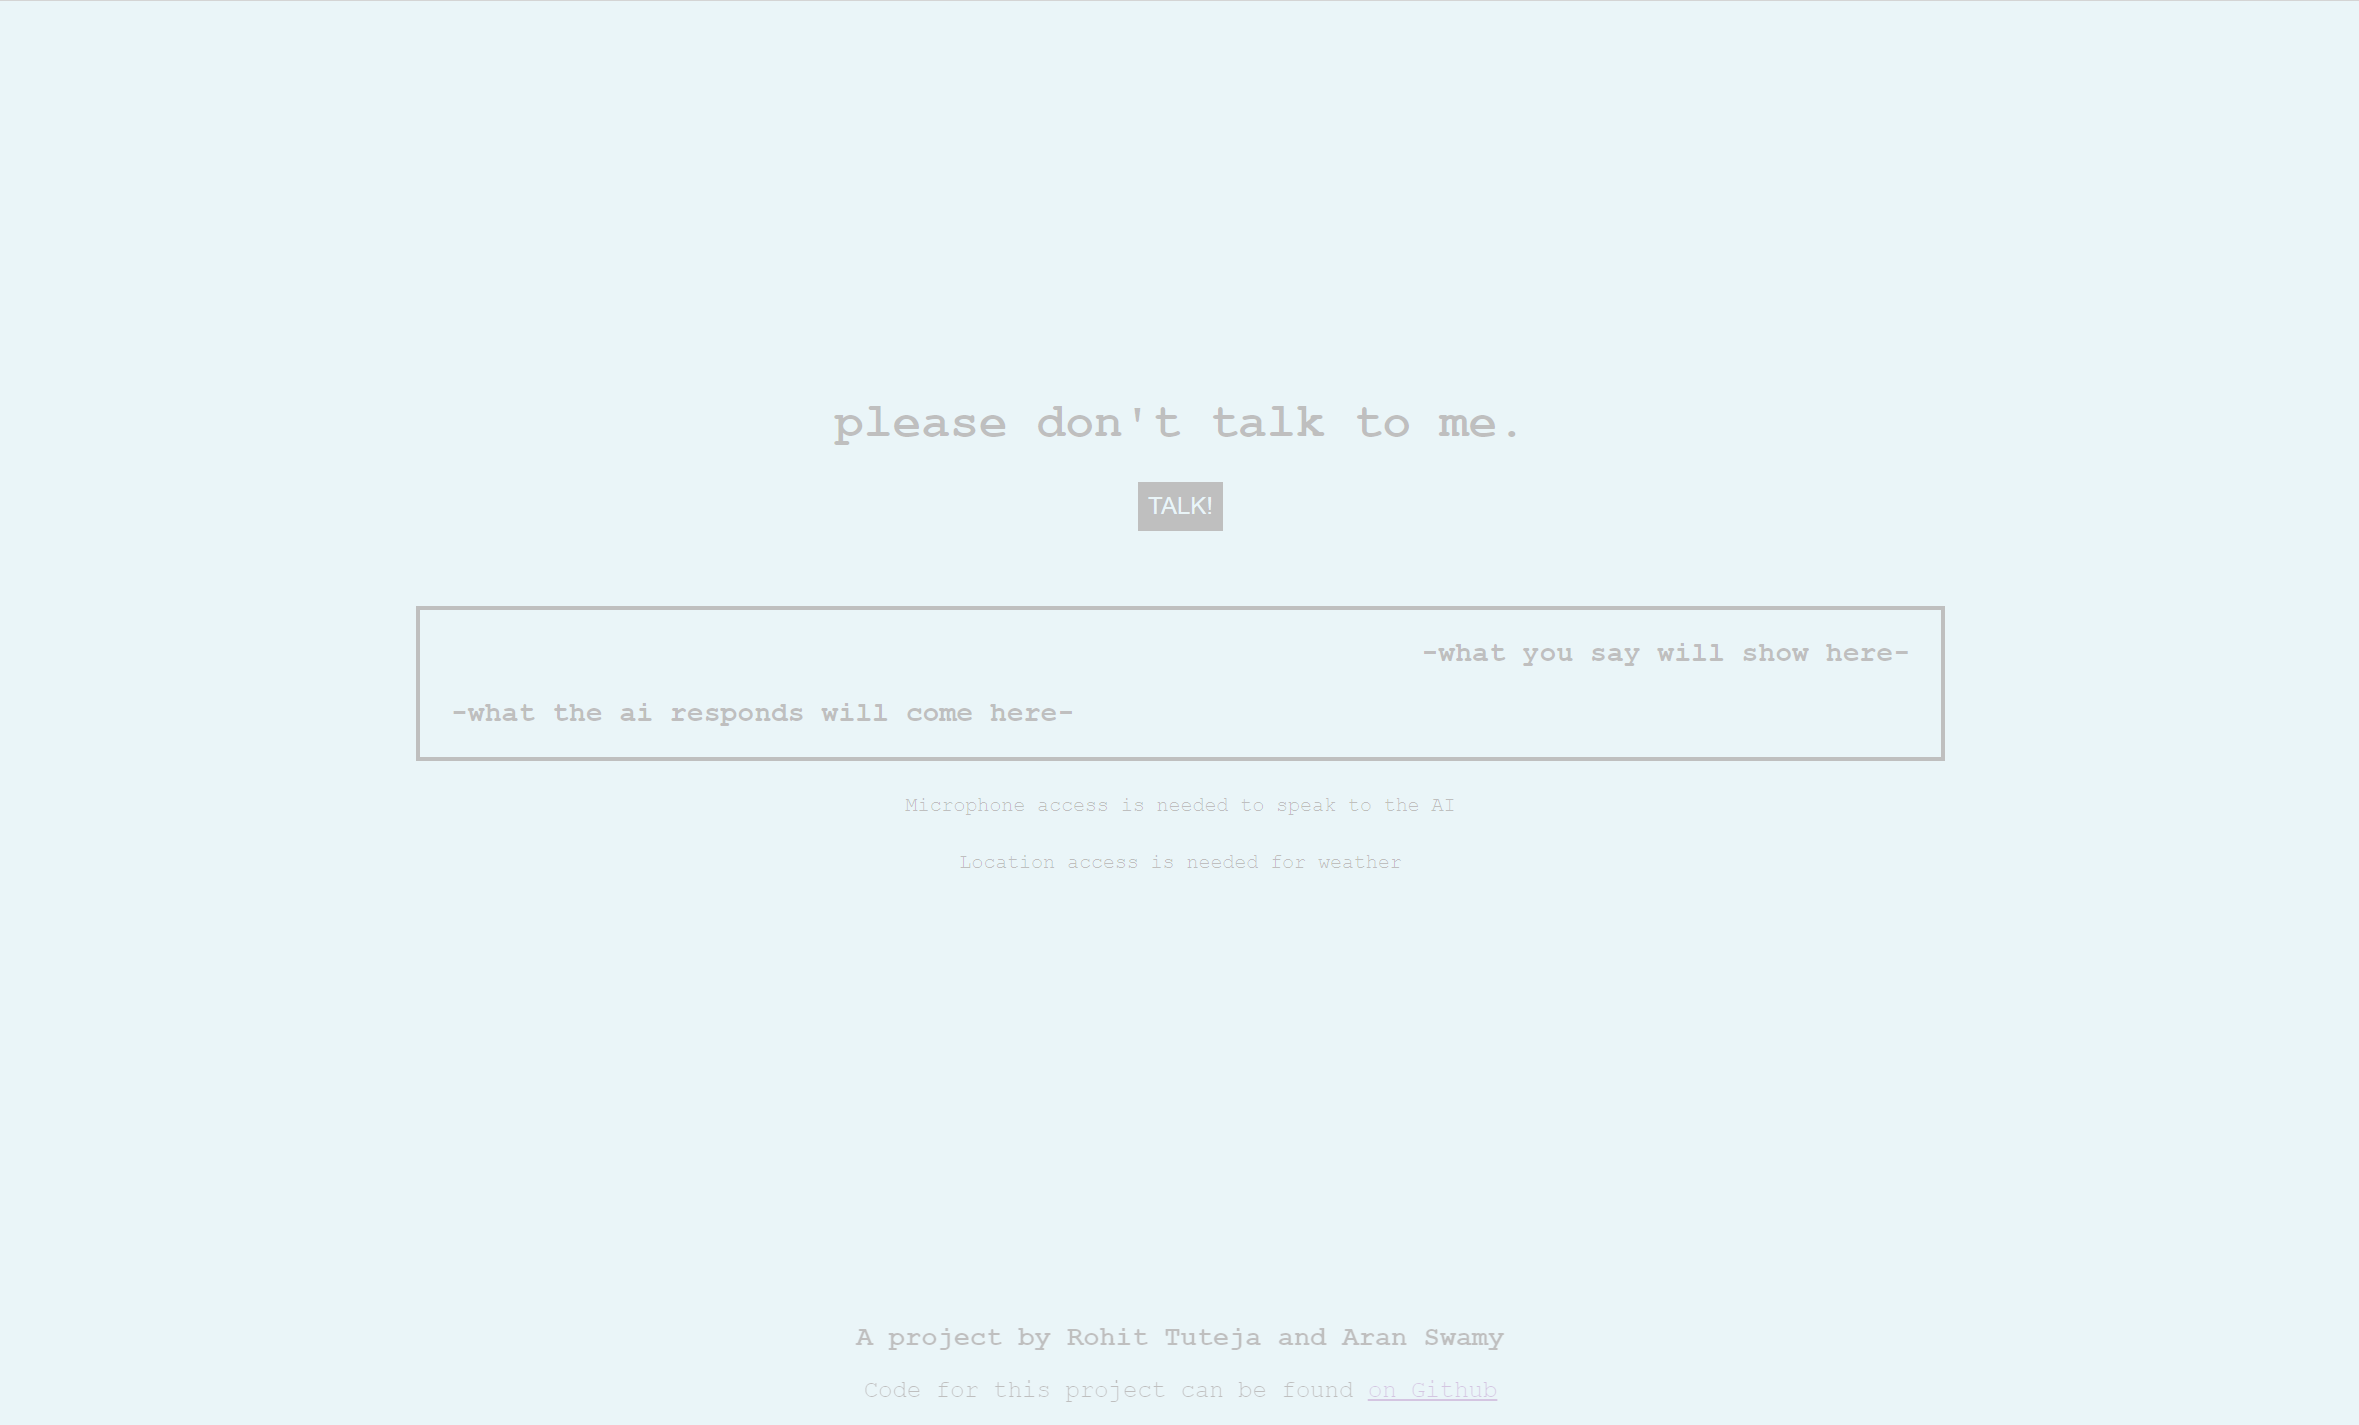 please don't talk to me.
TALK!
-what you say will show here-
-what the ai responds will come here-
Microphone access is needed to speak to the AI
Location access is needed for weather
A project by Rohit Tuteja and Aran Swamy
Code for this project can be found on Github